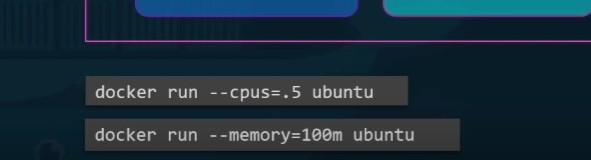 docker run --cpus=.5 ubuntu
docker run --memory=100m ubuntu